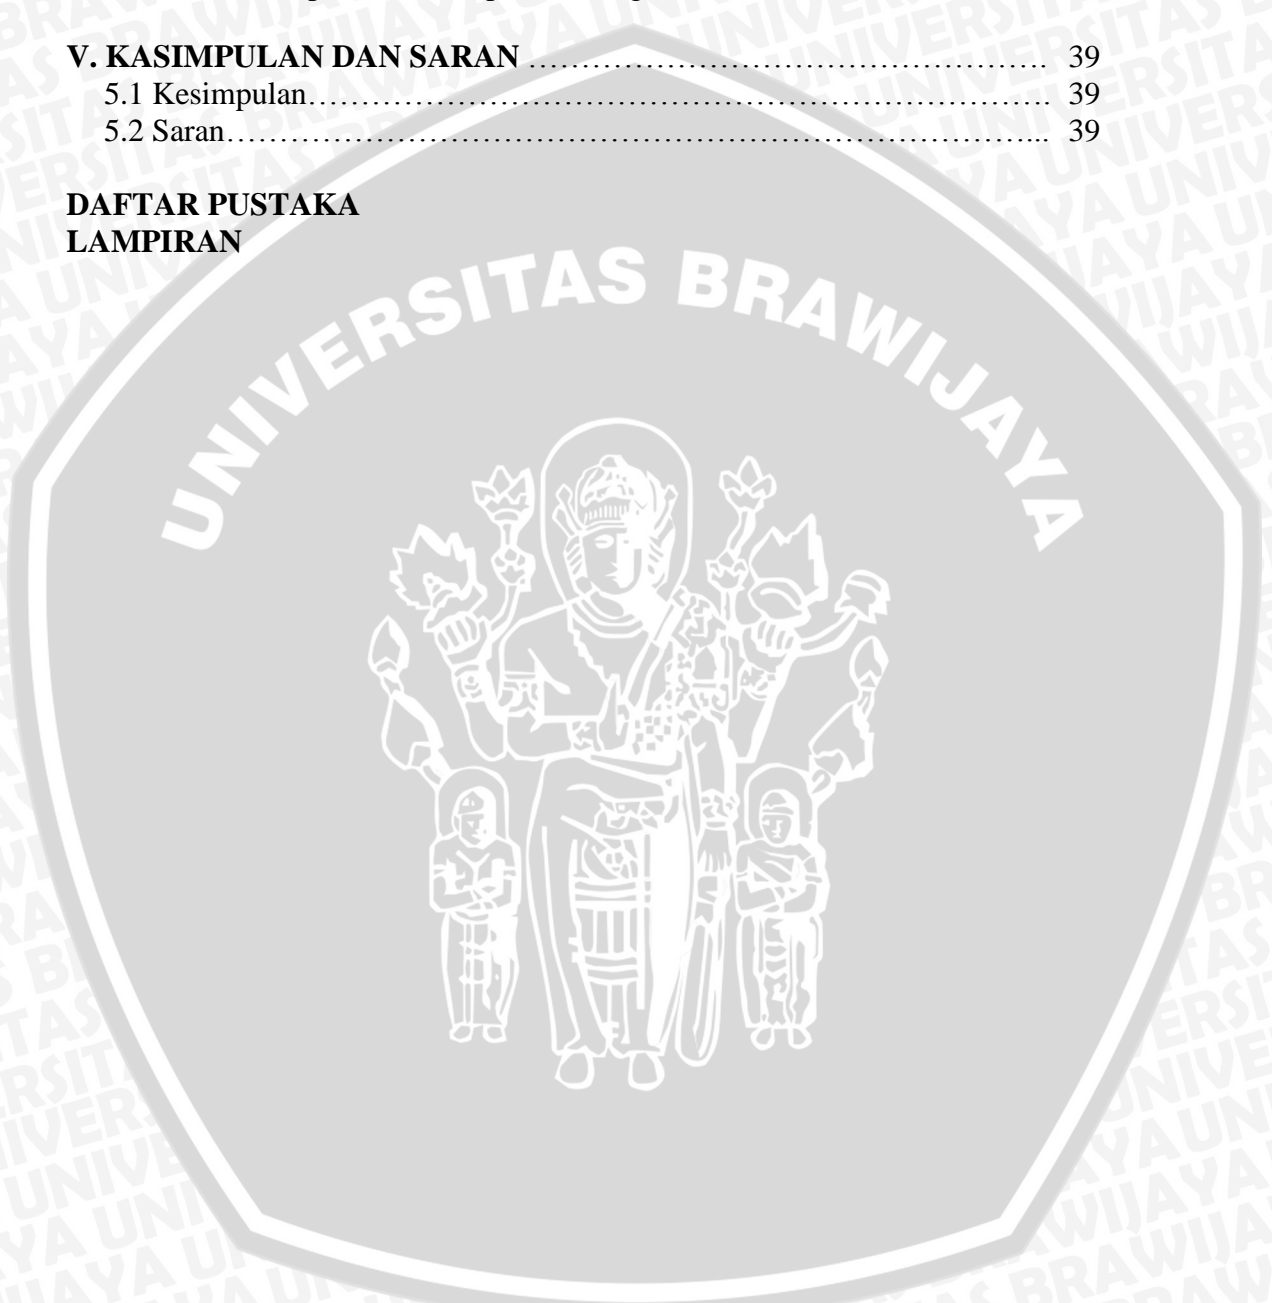 V. KASIMPULAN DAN SARAN ……………………………………………. 39
5.1 Kesimpulan…………………………………………………………………. 39
5.2 Saran………………………………………………………………………... 39
DAFTAR PUSTAKA
LAMPIRAN
UNIVERSITAS BRAWIJAYA